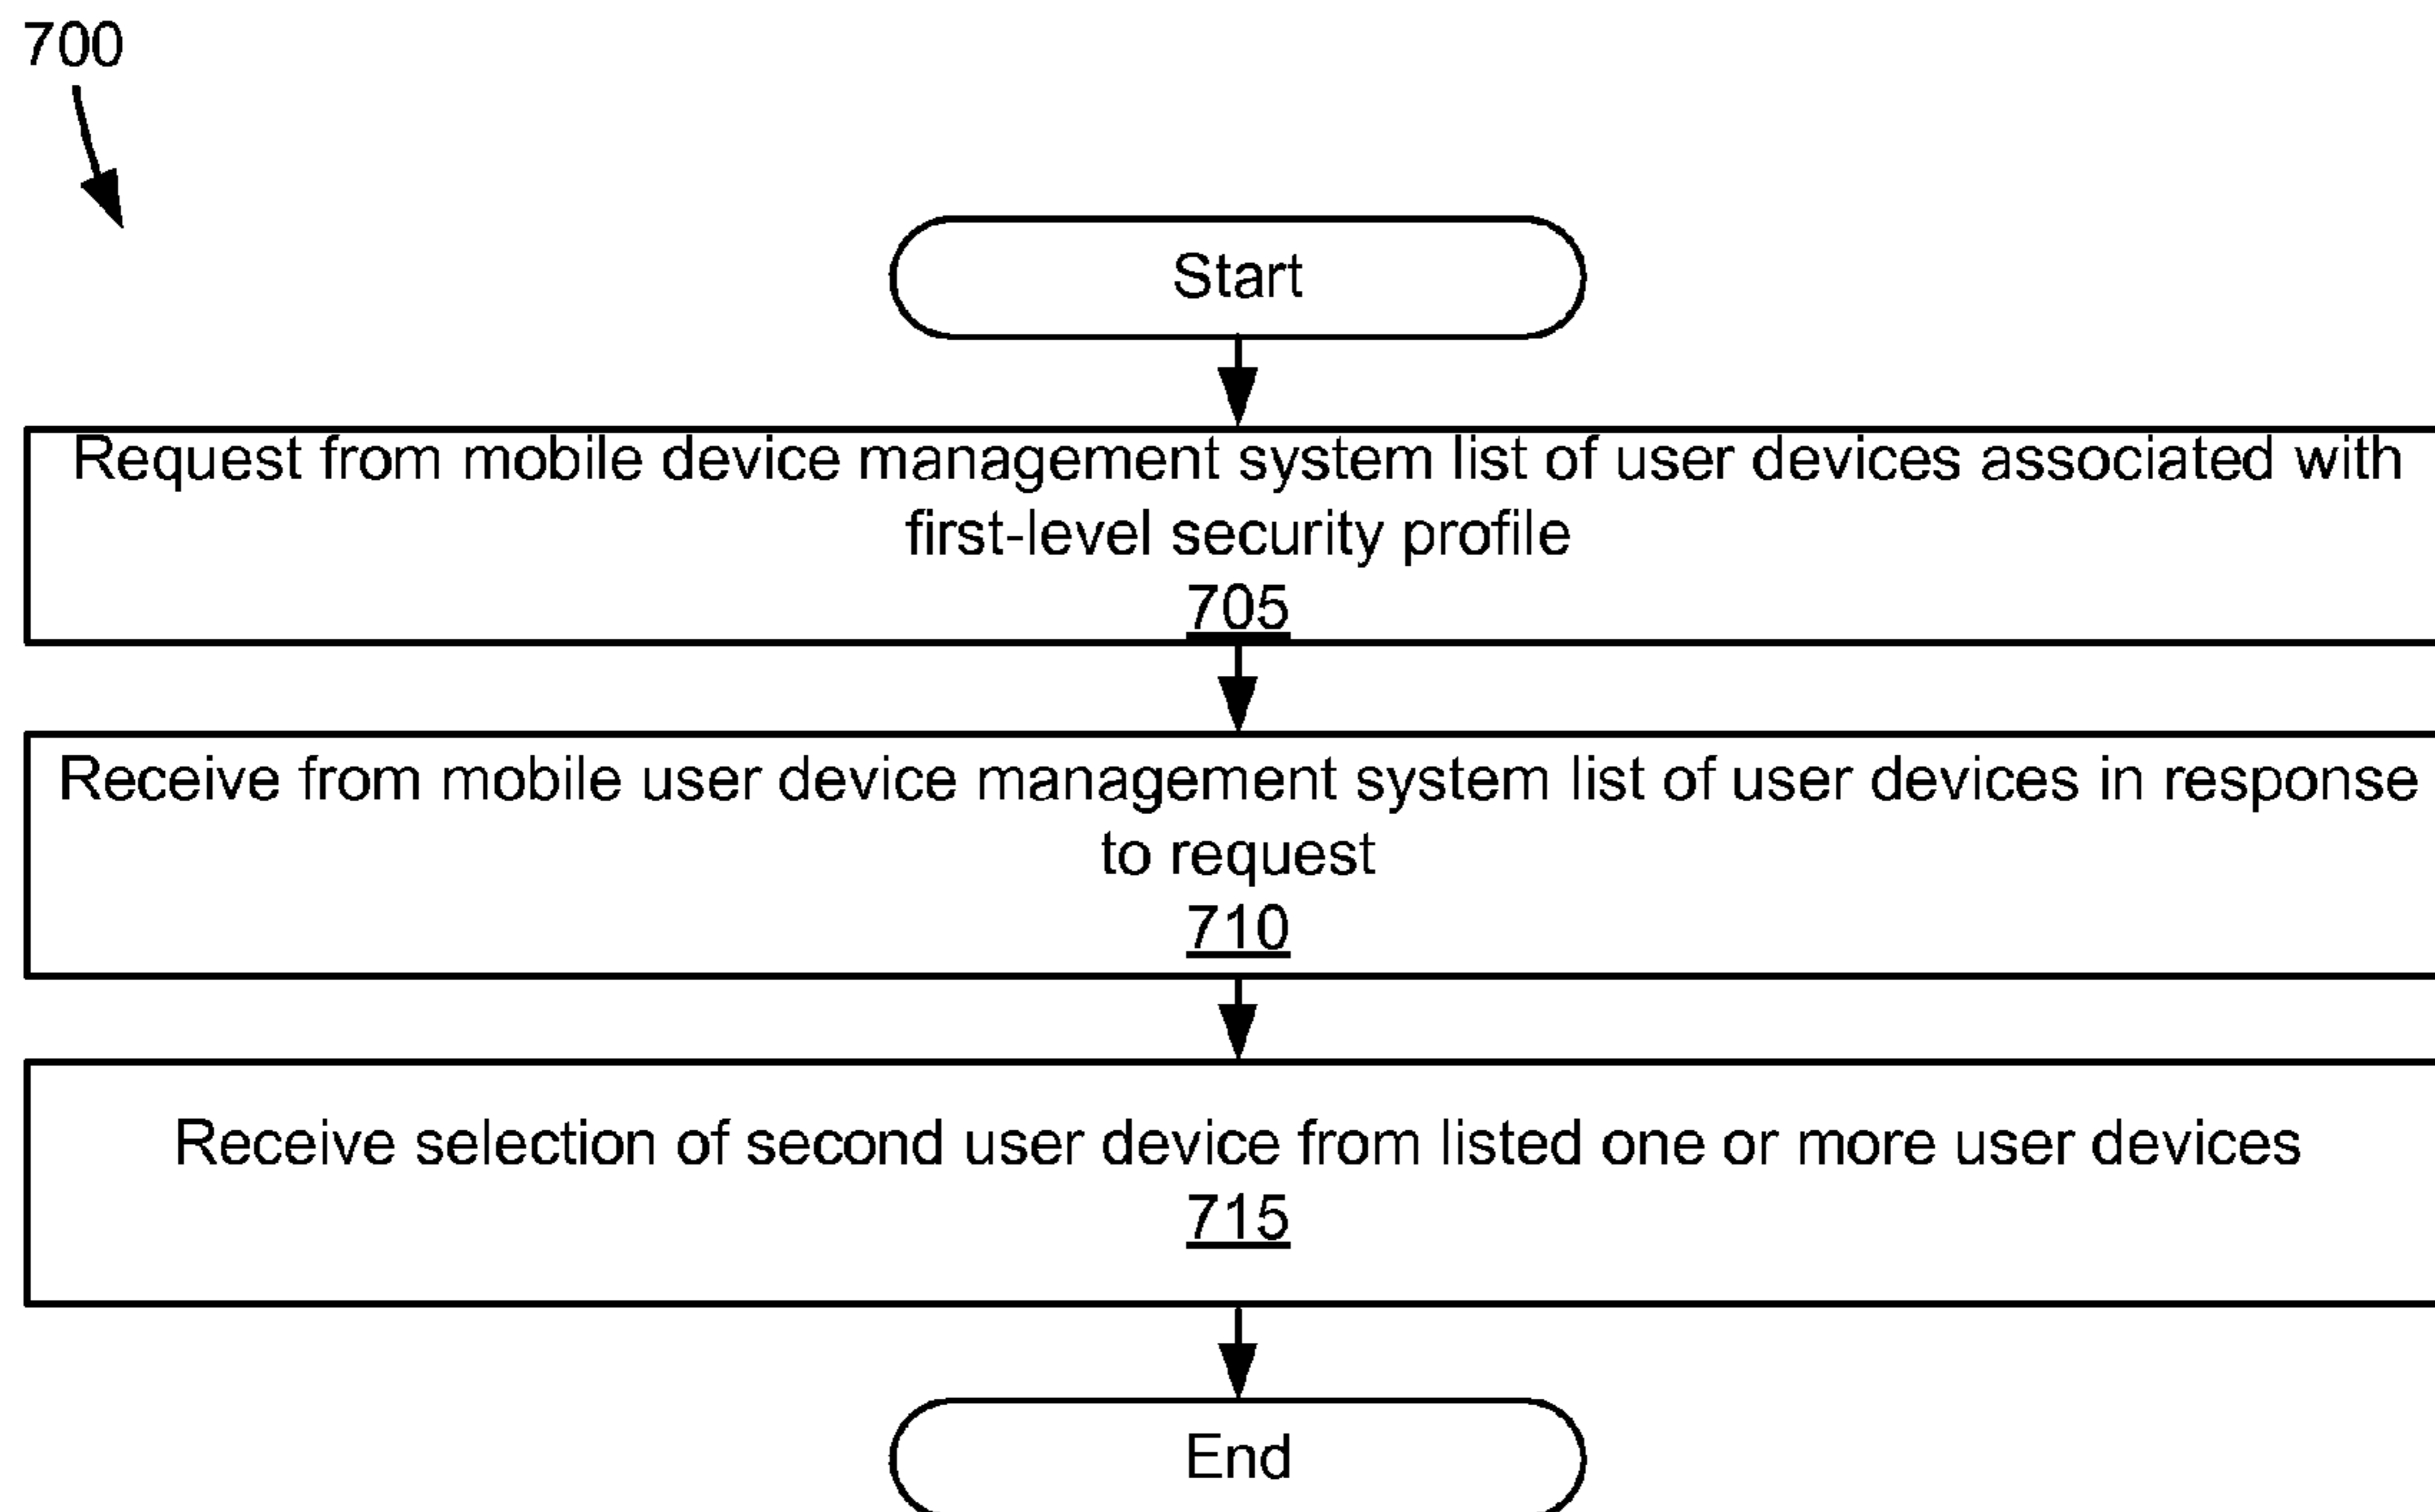 700
Start
Request from mobile device management system list of user devices associated with
first-level security profile
705
Receive from mobile user device management system list of user devices in response
to request
710
Receive selection of second user device from listed one or more user devices
715
End